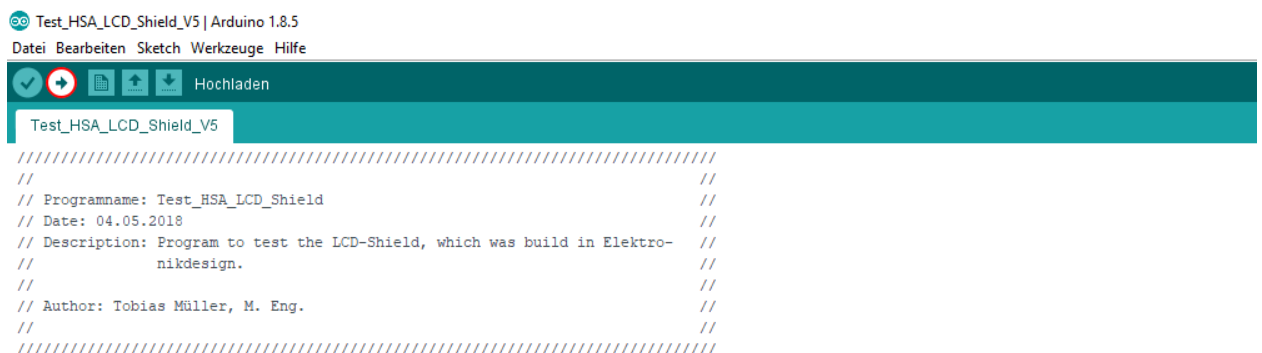 Test_HSA_LCD_Shield_V5 | Arduino 1.8.5
Datei Bearbeiten Sketch Werkzeuge Hilfe
Hochladen
Test_HSA_LCD_Shield_V5
////////////////////////////////////////////////////////////////////////////////
// //
// Programname: Test_HSA_LCD_Shield //
// Date: 04.05.2018 //
// Description: Program to test the LCD-Shield, which was build in Elektro- //
// nikdesign. //
// //
// Author: Tobias Müller, M. Eng. //
// //
////////////////////////////////////////////////////////////////////////////////